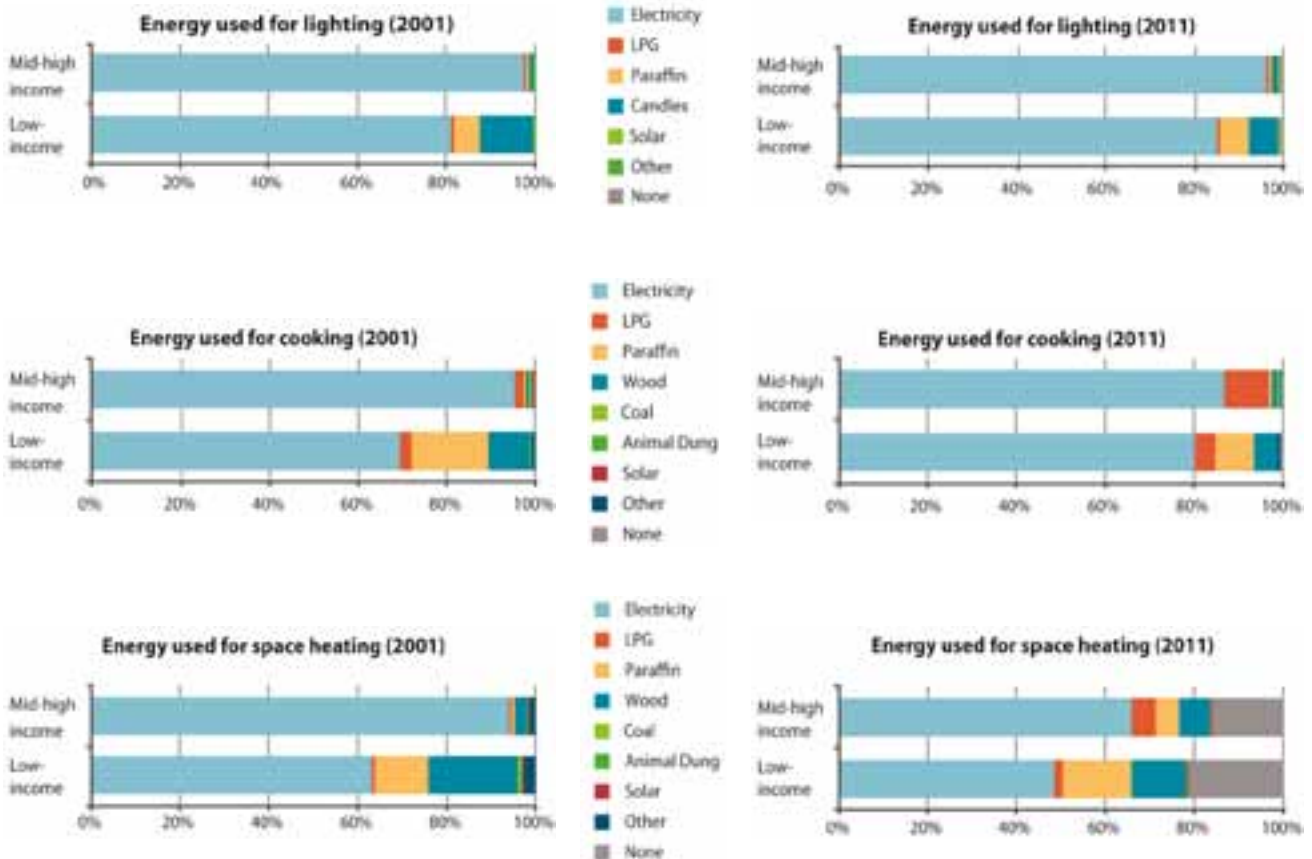 Energy used for lighting (2001)
Mid-high
income
Low-
income
0% 20% 40% 60% 80% 100%
Electricity
LPG
Paraffin
Candles
Solar
Other
None
Energy used for lighting (2011)
Mid-high
income
Low-
income
0% 20% 40% 60% 80% 100%
Energy used for cooking (2001)
Mid-high
income
Low-
income
0% 20% 40% 60% 80% 100%
Electricity
LPG
Paraffin
Wood
Coal
Animal Dung
Solar
Other
None
Energy used for cooking (2011)
Mid-high
income
Low-
income
0% 20% 40% 60% 80% 100%
Energy used for space heating (2001)
Mid-high
income
Low-
income
0% 20% 40% 60% 80% 100%
Electricity
LPG
Paraffin
Wood
Coal
Animal Dung
Solar
Other
None
Energy used for space heating (2011)
Mid-high
income
Low-
income
0% 20% 40% 60% 80% 100%